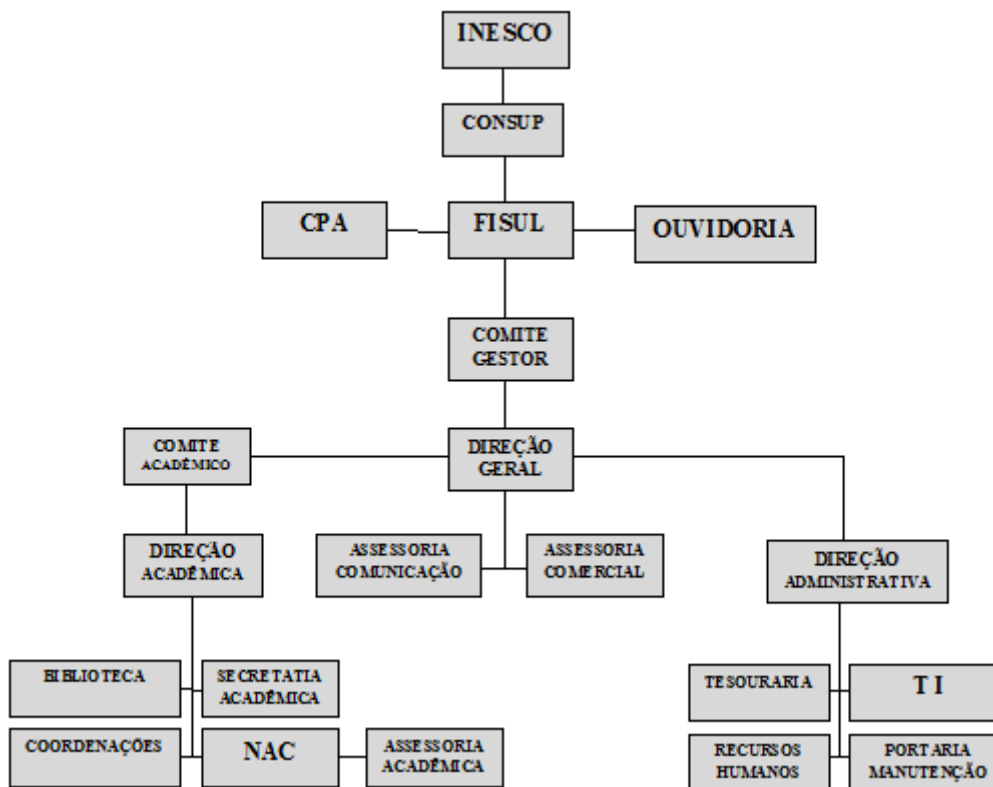 INESCO
CONSUP
CPA
FISUL
OUVIDORIA
COMITE
GESTOR
COMITE
ACADÊMICO
DIREÇÃO
GERAL
DIREÇÃO
ACADÊMICA
ASSESSORIA
COMUNICAÇÃO
ASSESSORIA
COMERCIAL
DIREÇÃO
ADMINISTRATIVA
BIBLIOTECA
SECRETATIA
ACADÊMICA
TESOURARIA
T I
COORDENAÇÕES
NAC
ASSESSORIA
ACADÊMICA
RECURSOS
HUMANOS
PORTARIA
MANUTENÇÃO